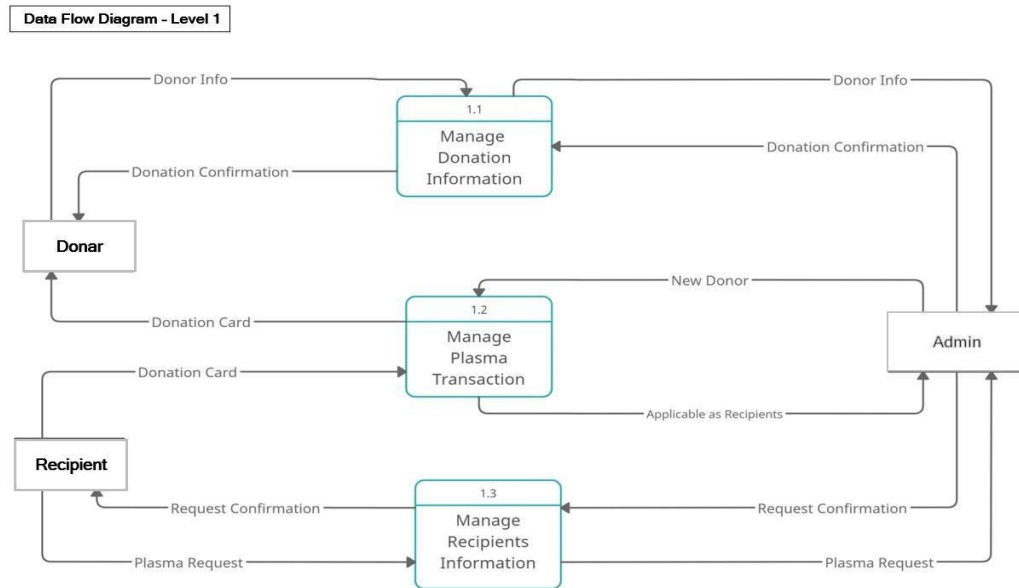 Data Flow Diagram - Level 1
Donor Info
Donor Info
1.1
Manage
Donation
Information
Donation Confirmation
Donation Confirmation
Donar
New Donor
1.2
Manage
Plasma
Transaction
Donation Card
Admin
Donation Card
Applicable as Recipients
Recipient
1.3
Manage
Recipients
Information
Request Confirmation
Request Confirmation
Plasma Request
Plasma Request